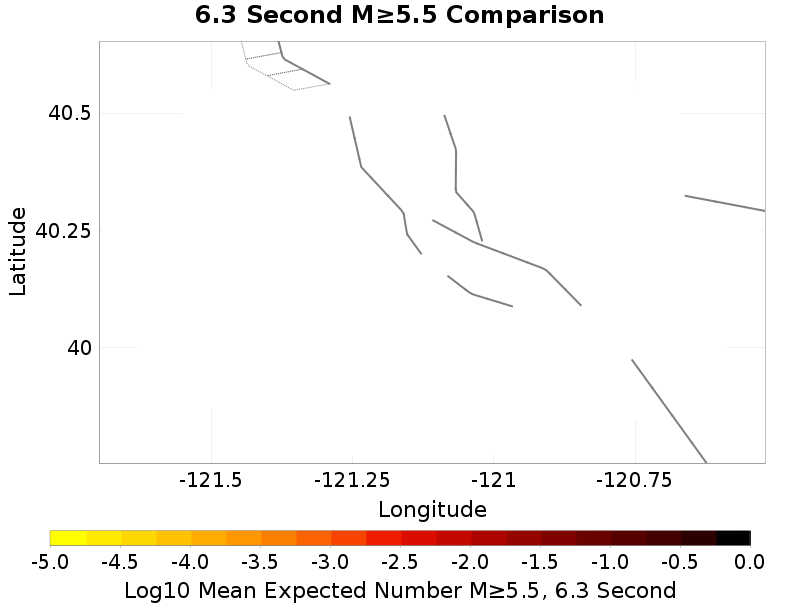 6.3 Second M≥5.5 Comparison
40.5
40.25
40
Latitude
-121.5 -121.25 -121 -120.75
Longitude
-5.0 -4.5 -4.0 -3.5 -3.0 -2.5 -2.0 -1.5 -1.0 -0.5 0.0
Log10 Mean Expected Number M≥5.5, 6.3 Second